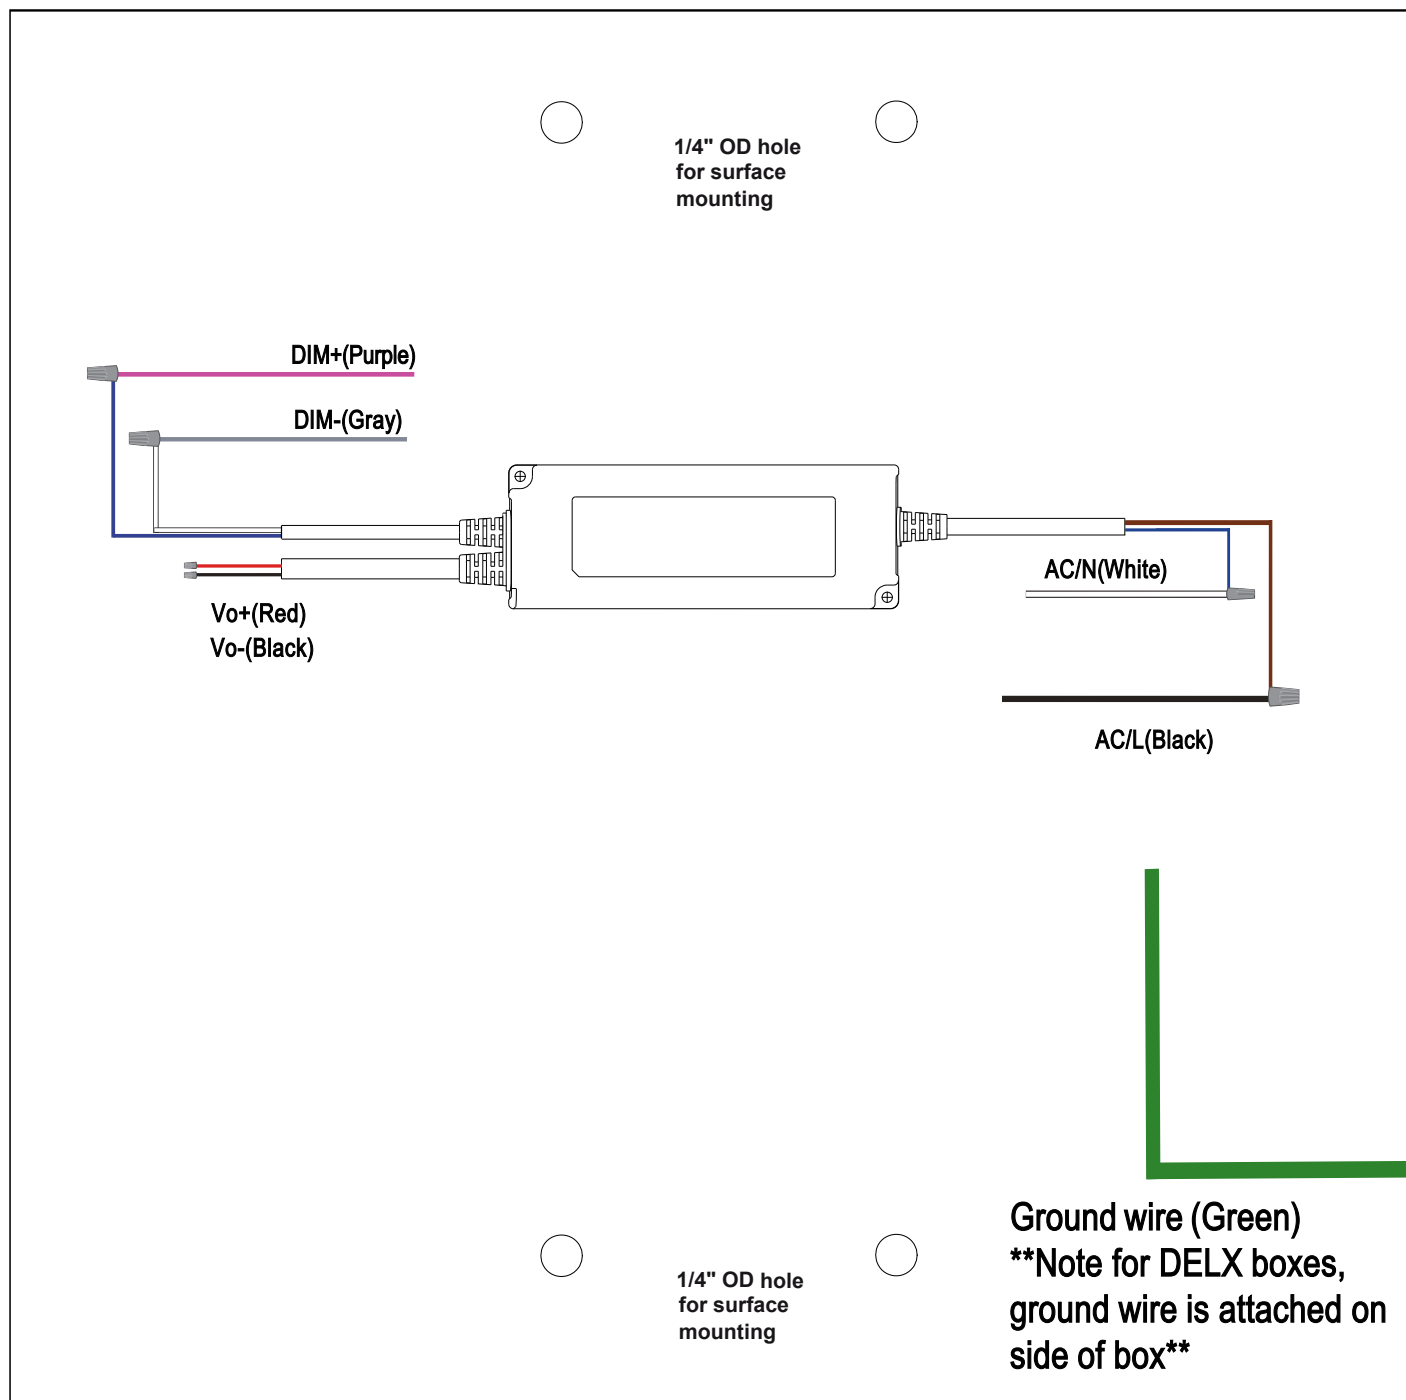 1/4" OD hole
for surface
mounting
DIM+(Purple)
DIM-(Gray)
Vo+(Red)
Vo-(Black)
AC/N(White)
AC/L(Black)
Ground wire (Green)
**Note for DELX boxes,
ground wire is attached on
side of box**
1/4" OD hole
for surface
mounting